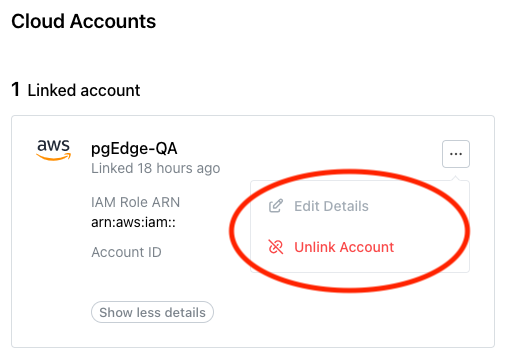 Cloud Accounts
1 Linked account
aws
pgEdge-QA
...
Linked 18 hours ago
IAM Role ARN
arn:aws:iam::
Account ID
Edit Details
Unlink Account
Show less details